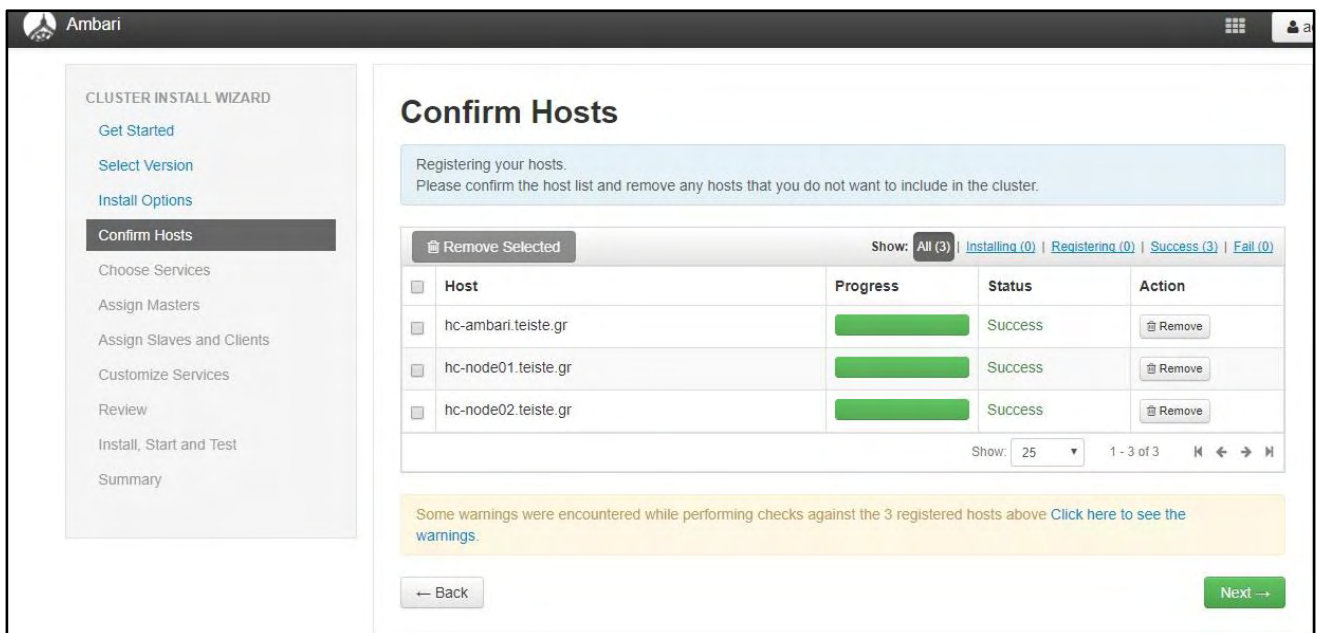 Ambari
CLUSTER INSTALL WIZARD
Get Started
Select Version
Install Options
Confirm Hosts
Choose Services
Assign Masters
Assign Slaves and Clients
Customize Services
Review
Install, Start and Test
Summary
Confirm Hosts
Registering your hosts.
Please confirm the host list and remove any hosts that you do not want to include in the cluster.
Remove Selected Show: All (3) | Installing (0) | Registering (0) | Success (3) | Fail (0)
Host Progress Status Action
hc-ambari.teiste.gr Success Remove
hc-node01.teiste.gr Success Remove
hc-node02.teiste.gr Success Remove
Show: 25 1 - 3 of 3
Some warnings were encountered while performing checks against the 3 registered hosts above Click here to see the
warnings.
← Back Next →